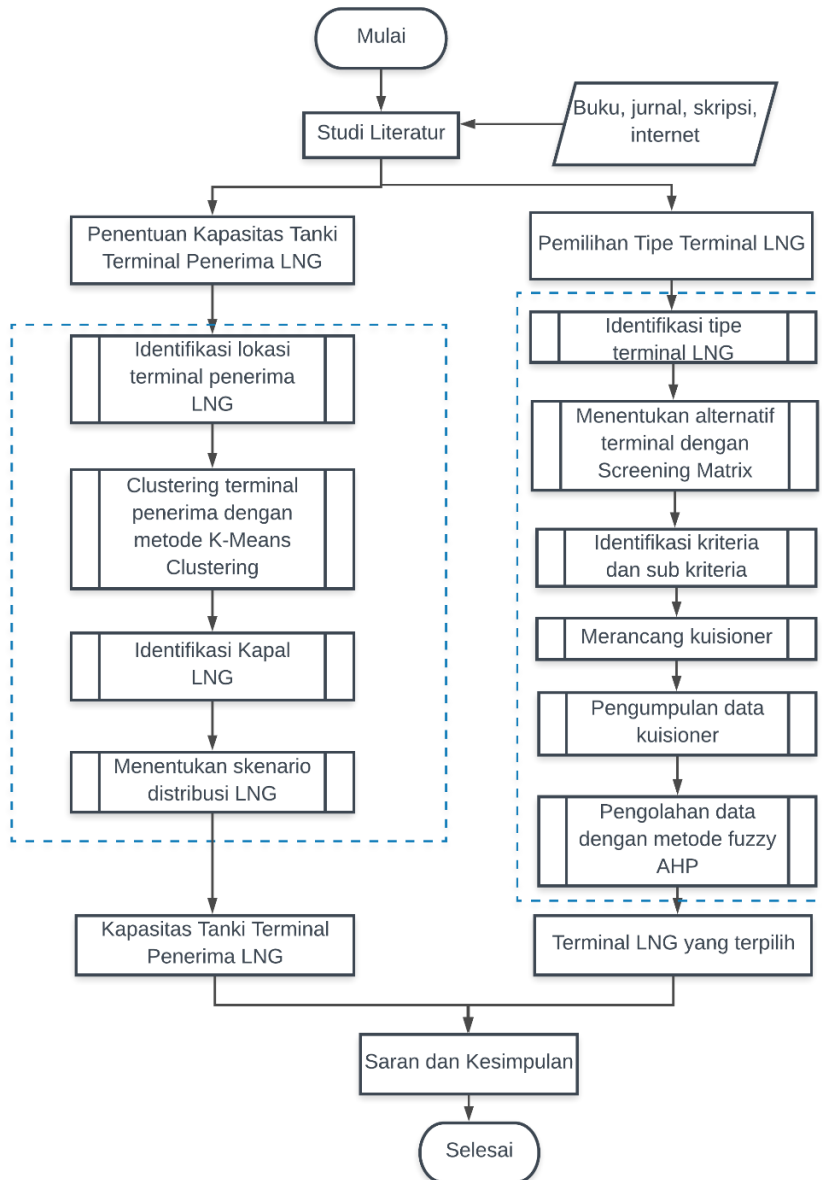 Mulai
Studi Literatur
Buku, jurnal, skripsi,
internet
Penentuan Kapasitas Tanki
Terminal Penerima LNG
Identifikasi lokasi
terminal penerima
LNG
Clustering terminal
penerima dengan
metode K-Means
Clustering
Identifikasi Kapal
LNG
Menentukan skenario
distribusi LNG
Kapasitas Tanki Terminal
Penerima LNG
Pemilihan Tipe Terminal LNG
Identifikasi tipe
terminal LNG
Menentukan alternatif
terminal dengan
Screening Matrix
Identifikasi kriteria
dan sub kriteria
Merancang kuisioner
Pengumpulan data
kuisioner
Pengolahan data
dengan metode fuzzy
AHP
Terminal LNG yang terpilih
Saran dan Kesimpulan
Selesai